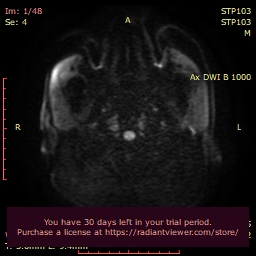 Im: 1/48
Se: 4
A
STP103
STP103
M
Ax DWI B 1000
R
L
You have 30 days left in your trial period.
Purchase a license at https://radiantviewer.com/store/